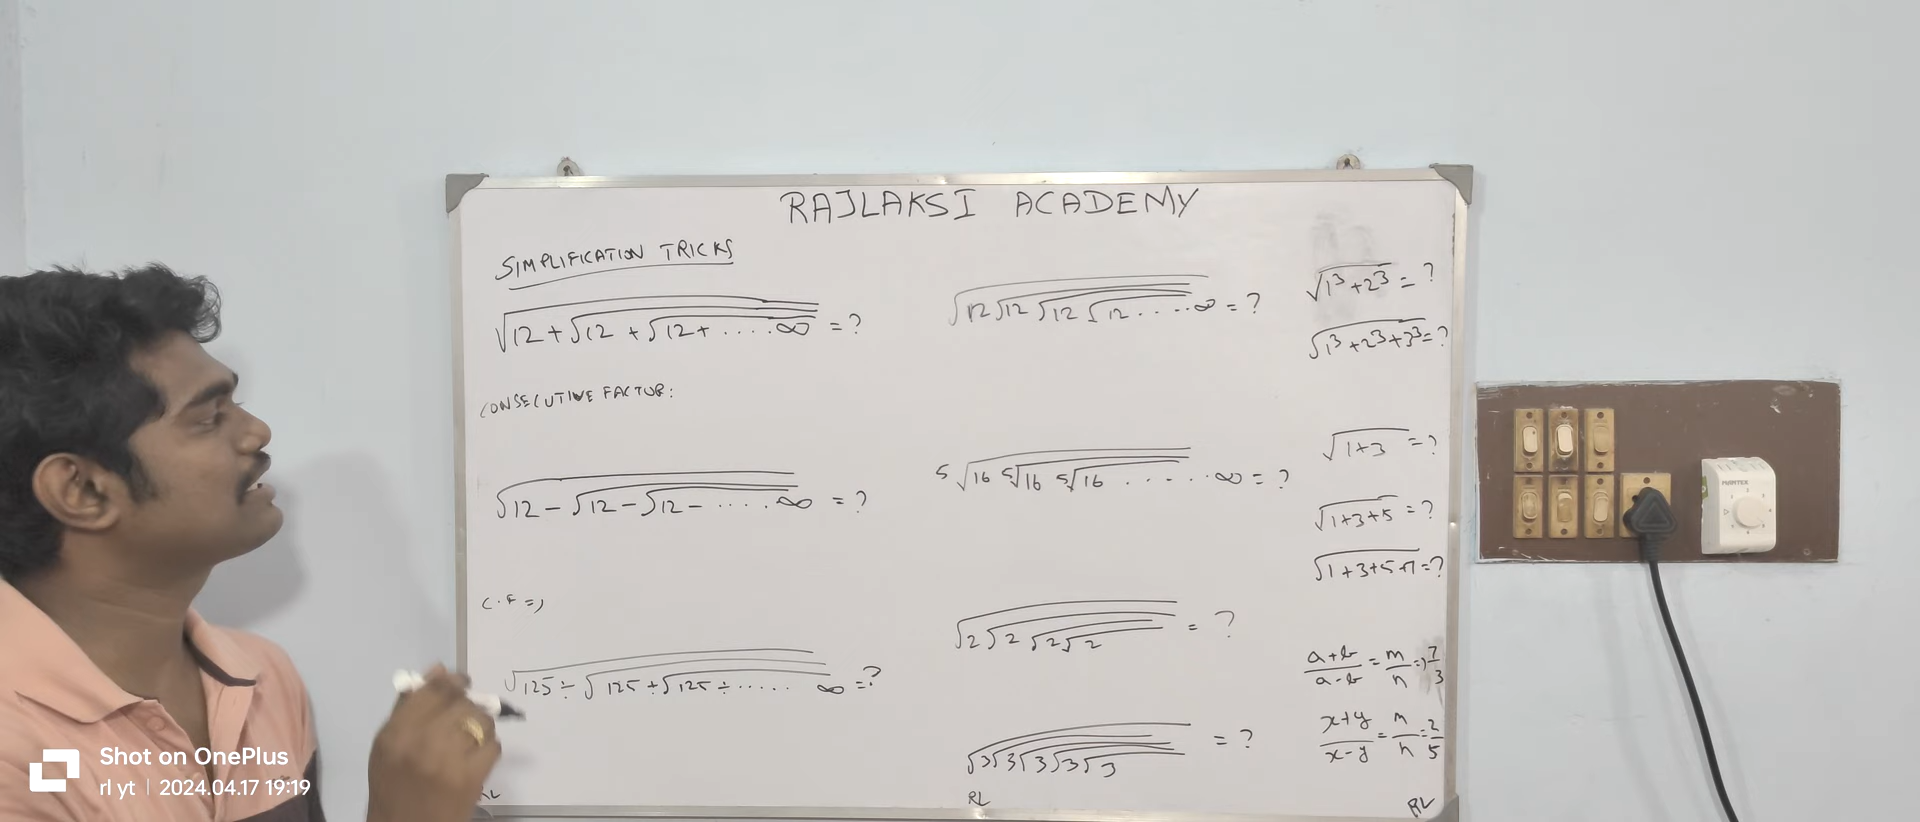 RAJLAKSI ACADEMY
SIMPLIFICATION TRICKS
√12+√12+√12+....∞ = ?
CONSECUTIVE FACTOR:
√12-√12-√12-....∞ = ?
C.F =)
√125÷√125÷√125÷.....∞ =?
RL
√12√12√12√12....∞ = ?
5√16 5√16 5√16 .....∞ = ?
√2√2√2√2 = ?
√3√3√3√3√3 = ?
RL
√1³+2³ = ?
√1³+2³+3³=?
√1+3 = ?
√1+3+5 = ?
√1+3+5+7=?
a+b/a-b = m/n =) 7/3
x+y/x-y = m/n = 2/5
RL
MANTEX
Shot on OnePlus
rl yt | 2024.04.17 19:19